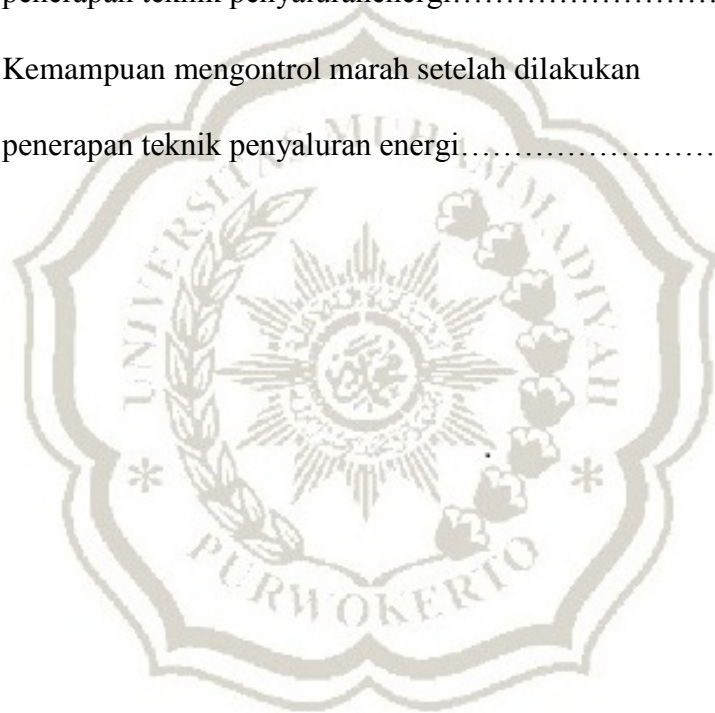 penerapan teknik penyaluranenergi……………………
Kemampuan mengontrol marah setelah dilakukan
penerapan teknik penyaluran energi……………………
UNIVERSITAS MUHAMMADIYAH
* *
PURWOKERTO